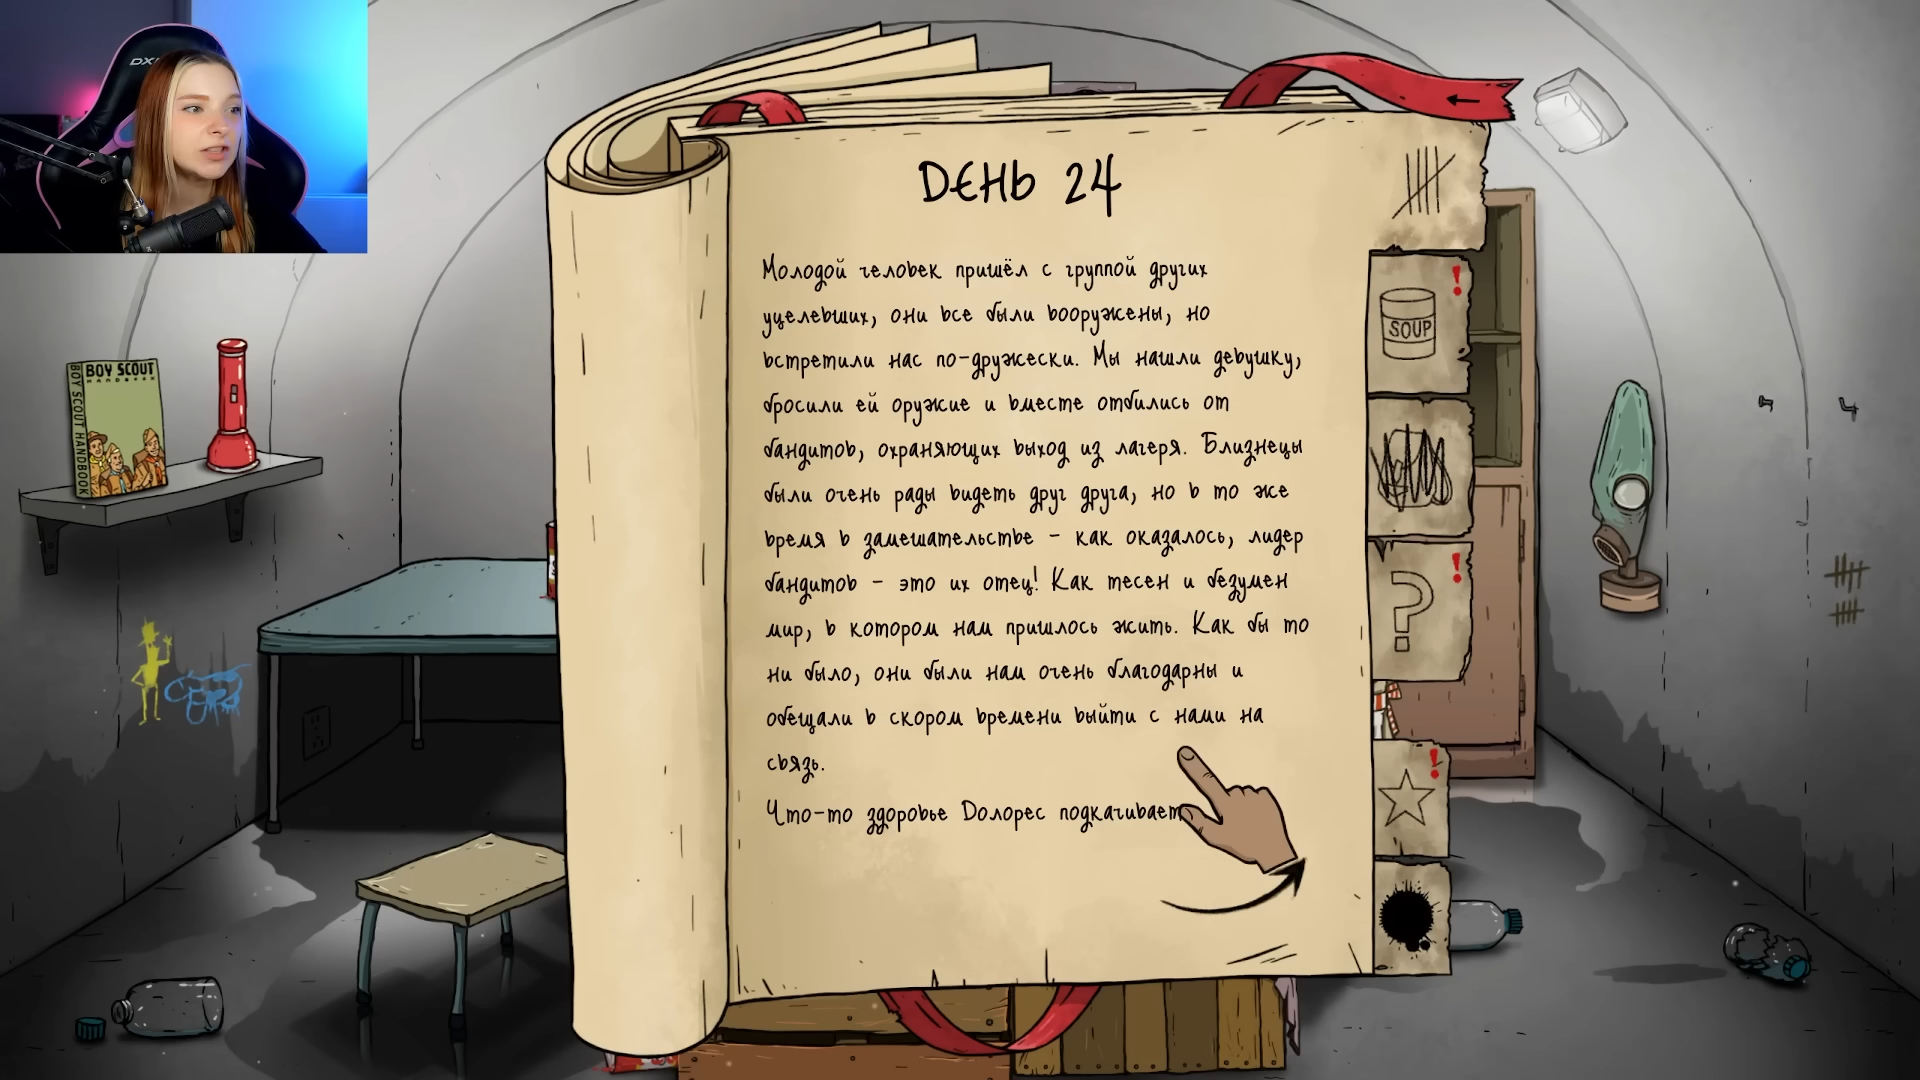 DX
BOY SCOUT
HANDBOOK
BOY SCOUT HANDBOOK
ДЕНЬ 24
Молодой человек пришёл с группой других
уцелевших, они все были вооружены, но
встретили нас по-дружески. Мы нашли девушку,
бросили ей оружие и вместе отбились от
бандитов, охраняющих выход из лагеря. Близнецы
были очень рады видеть друг друга, но в то же
время в замешательстве - как оказалось, лидер
бандитов - это их отец! Как тесен и безумен
мир, в котором нам пришлось жить. Как бы то
ни было, они были нам очень благодарны и
обещали в скором времени выйти с нами на
связь.
Что-то здоровье Долорес подкачивает
!
SOUP
!
?
!